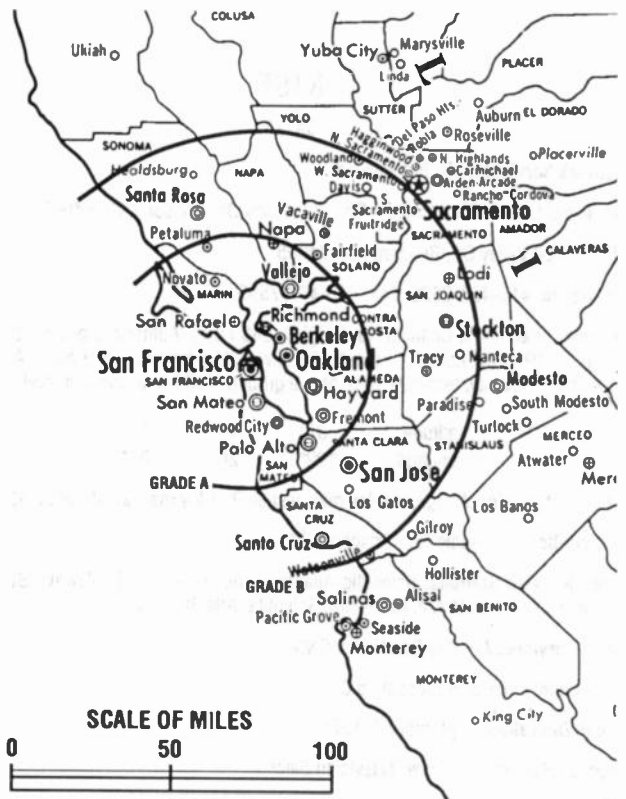 COLUSA
Ukiah
Yuba City
Marysville
Linda
PLACER
SUTTER
YOLO
Auburn
EL DORADO
Del Paso Hts.
Robla
Roseville
SONOMA
Hagginwood
N. Sacramento
N. Highlands
Placerville
Healdsburg
NAPA
Woodland
Carmichael
W. Sacramento
Arden-Arcade
Davis
Rancho-Cordova
Santa Rosa
S.
Sacramento
Sacramento
Fruitridge
Vacaville
Petaluma
Napa
SACRAMENTO
AMADOR
Fairfield
SOLANO
CALAVERAS
Novato
MARIN
Vallejo
Lodi
SAN JOAQUIN
San Rafael
Richmond
CONTRA
COSTA
Berkeley
Stockton
San Francisco
Oakland
Tracy
Manteca
SAN FRANCISCO
ALAMEDA
Hayward
Modesto
San Mateo
Paradise
South Modesto
Fremont
Redwood City
Turlock
Palo Alto
SANTA CLARA
STANISLAUS
MERCED
SAN
MATEO
Atwater
Merc
GRADE A
San Jose
Los Gatos
SANTA
CRUZ
Los Banos
Gilroy
Santa Cruz
Watsonville
Hollister
GRADE B
Salinas
Alisal
SAN BENITO
Pacific Grove
Seaside
Monterey
MONTEREY
King City
SCALE OF MILES
0 50 100